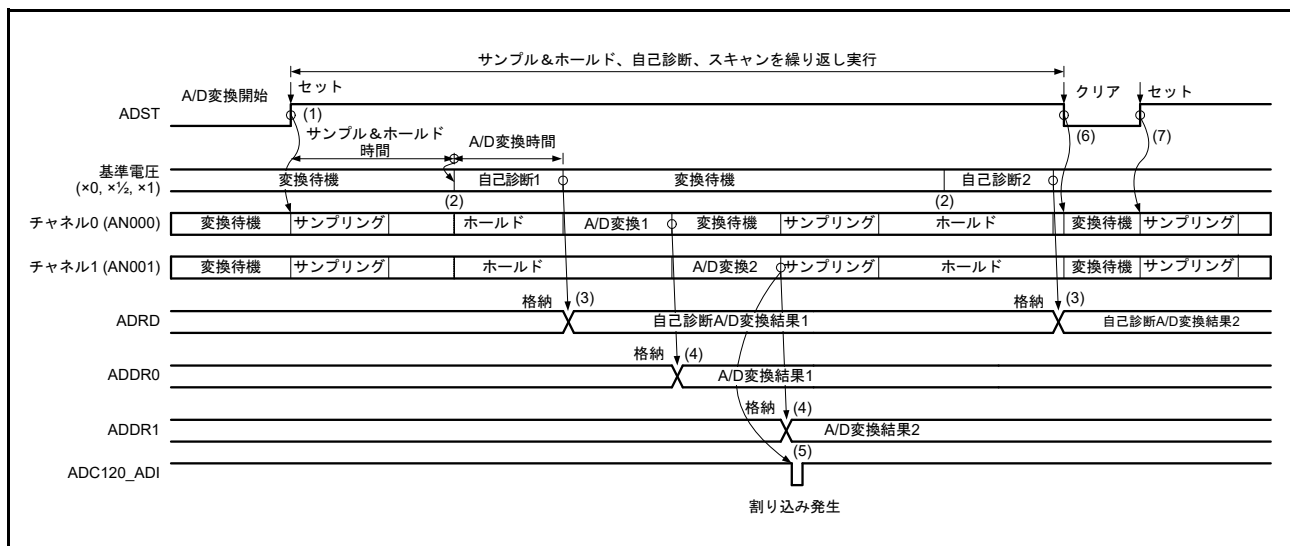 サンプル＆ホールド、自己診断、スキャンを繰り返し実行
A/D変換開始 セット クリア セット
ADST (1) (6) (7)
サンプル＆ホールド時間 A/D変換時間
基準電圧 (×0, ×½, ×1) 変換待機 自己診断1 変換待機 自己診断2
(2) (2)
チャネル0 (AN000) 変換待機 サンプリング ホールド A/D変換1 変換待機 サンプリング ホールド 変換待機 サンプリング
チャネル1 (AN001) 変換待機 サンプリング ホールド A/D変換2 サンプリング ホールド 変換待機 サンプリング
格納 (3) 格納 (3)
ADRD 自己診断A/D変換結果1 自己診断A/D変換結果2
格納 (4)
ADDR0 A/D変換結果1
格納 (4)
ADDR1 A/D変換結果2
(5)
ADC120_ADI
割り込み発生